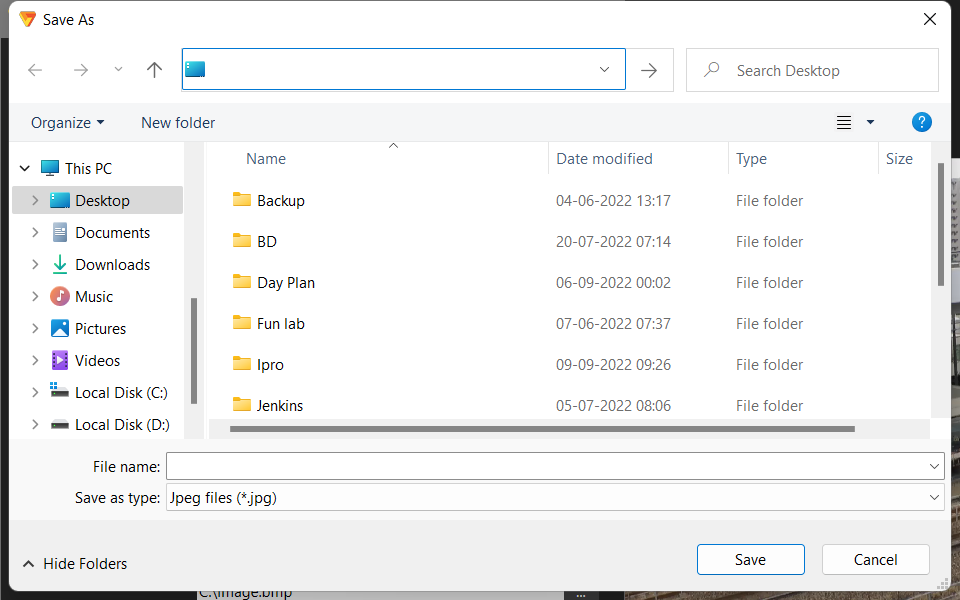 Save As
Search Desktop
Organize
New folder
?
Name Date modified Type Size
This PC
Desktop
Documents
Downloads
Music
Pictures
Videos
Local Disk (C:)
Local Disk (D:)
Backup 04-06-2022 13:17 File folder
BD 20-07-2022 07:14 File folder
Day Plan 06-09-2022 00:02 File folder
Fun lab 07-06-2022 07:37 File folder
Ipro 09-09-2022 09:26 File folder
Jenkins 05-07-2022 08:06 File folder
File name:
Save as type: Jpeg files (*.jpg)
Hide Folders
Save
Cancel
C:\image.bmp
...